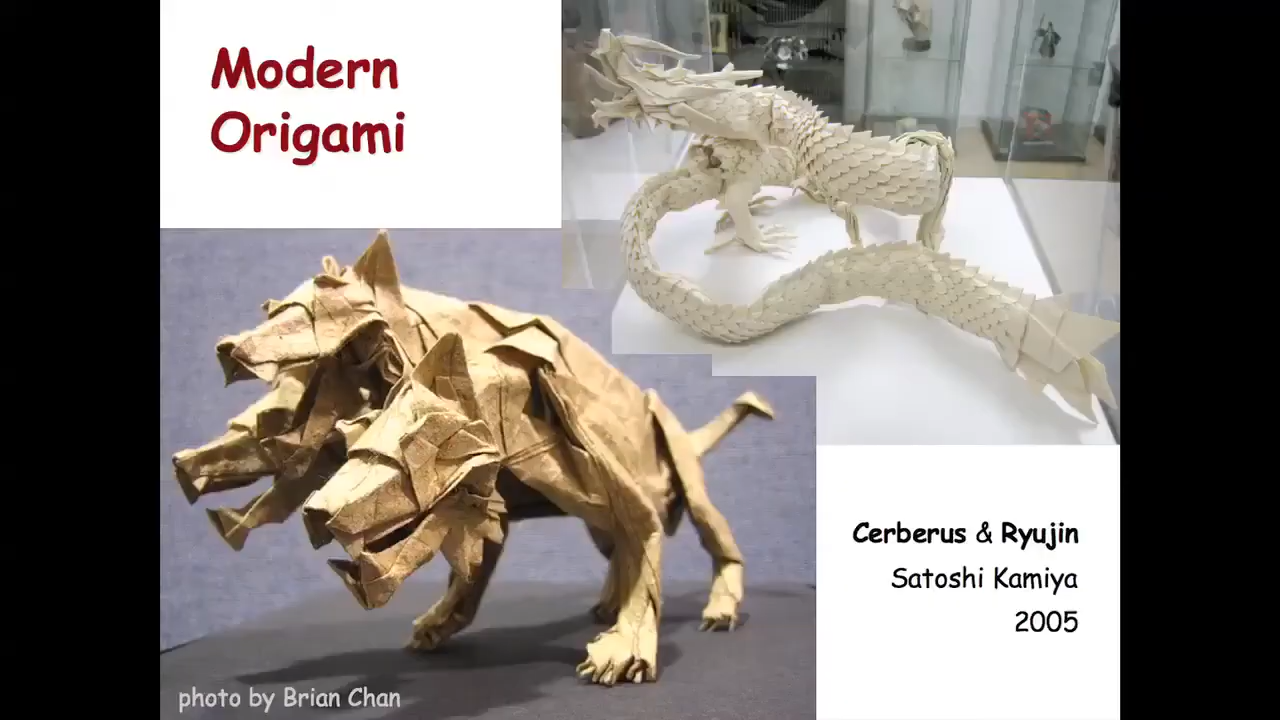 Modern
Origami
Cerberus & Ryujin
Satoshi Kamiya
2005
photo by Brian Chan